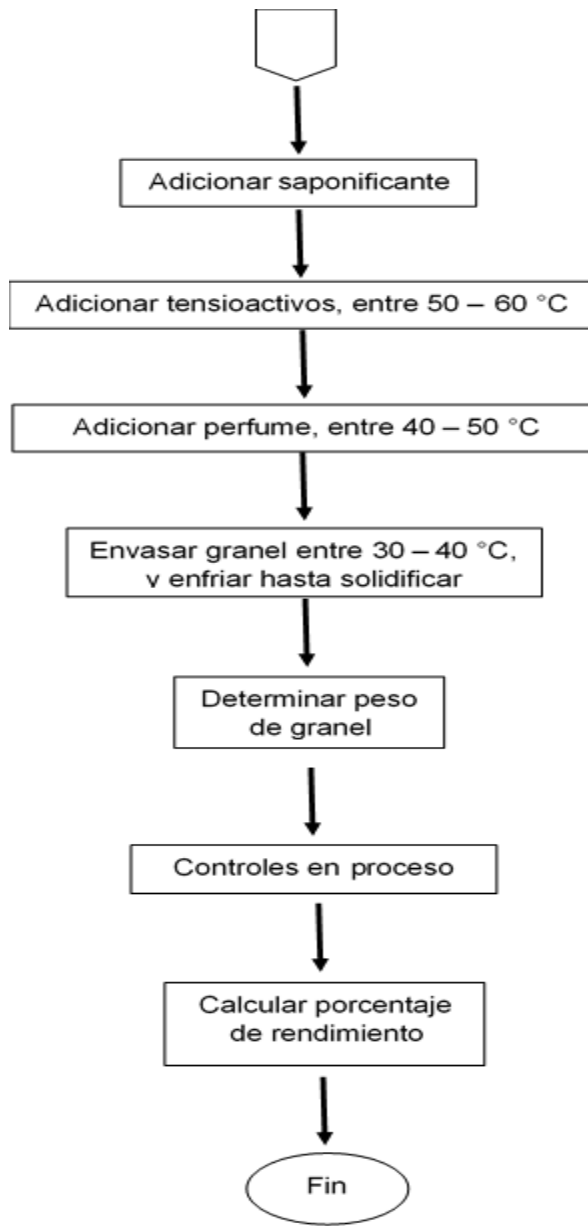 Adicionar saponificante
Adicionar tensioactivos, entre 50 – 60 °C
Adicionar perfume, entre 40 – 50 °C
Envasar granel entre 30 – 40 °C,
y enfriar hasta solidificar
Determinar peso
de granel
Controles en proceso
Calcular porcentaje
de rendimiento
Fin